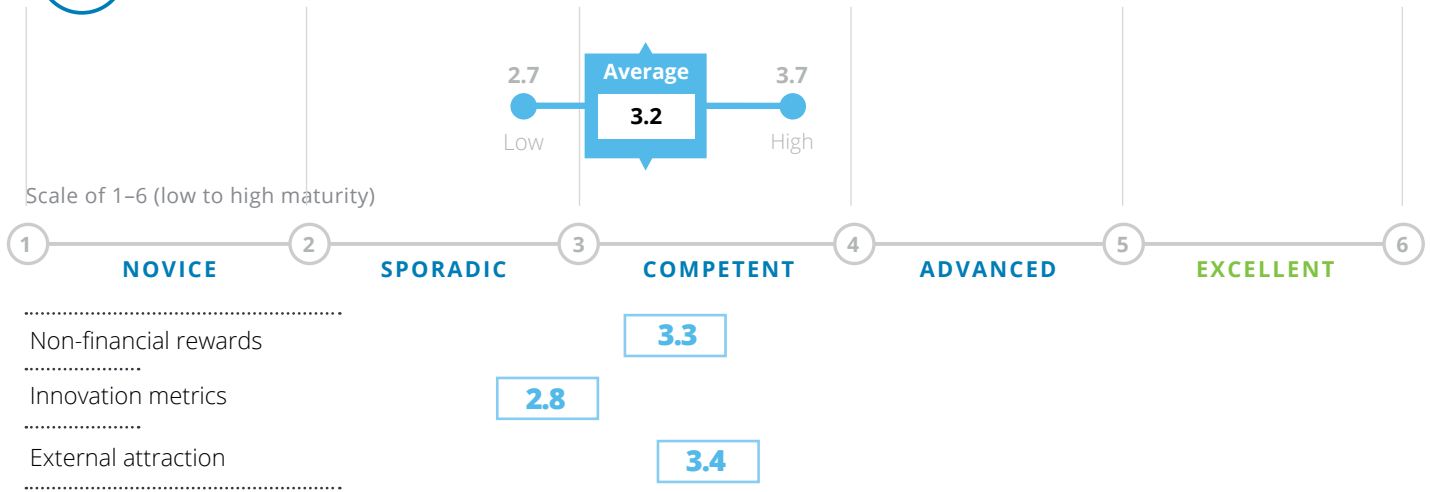 2.7
Average
3.7
3.2
Low
High
Scale of 1–6 (low to high maturity)
1 2 3 4 5 6
NOVICE SPORADIC COMPETENT ADVANCED EXCELLENT
Non-financial rewards 3.3
Innovation metrics 2.8
External attraction 3.4